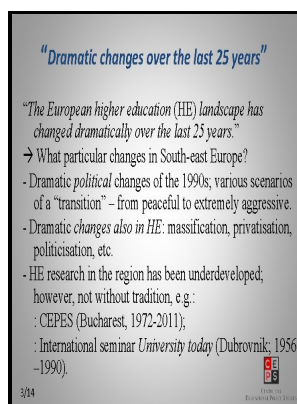 “Dramatic changes over the last 25 years”
“The European higher education (HE) landscape has
changed dramatically over the last 25 years.”
→ What particular changes in South-east Europe?
- Dramatic political changes of the 1990s; various scenarios
of a “transition” – from peaceful to extremely aggressive.
- Dramatic changes also in HE: massification, privatisation,
politicisation, etc.
- HE research in the region has been underdeveloped;
however, not without tradition, e.g.:
: CEPES (Bucharest, 1972-2011);
: International seminar University today (Dubrovnik; 1956
–1990).
CE
PS
3/14